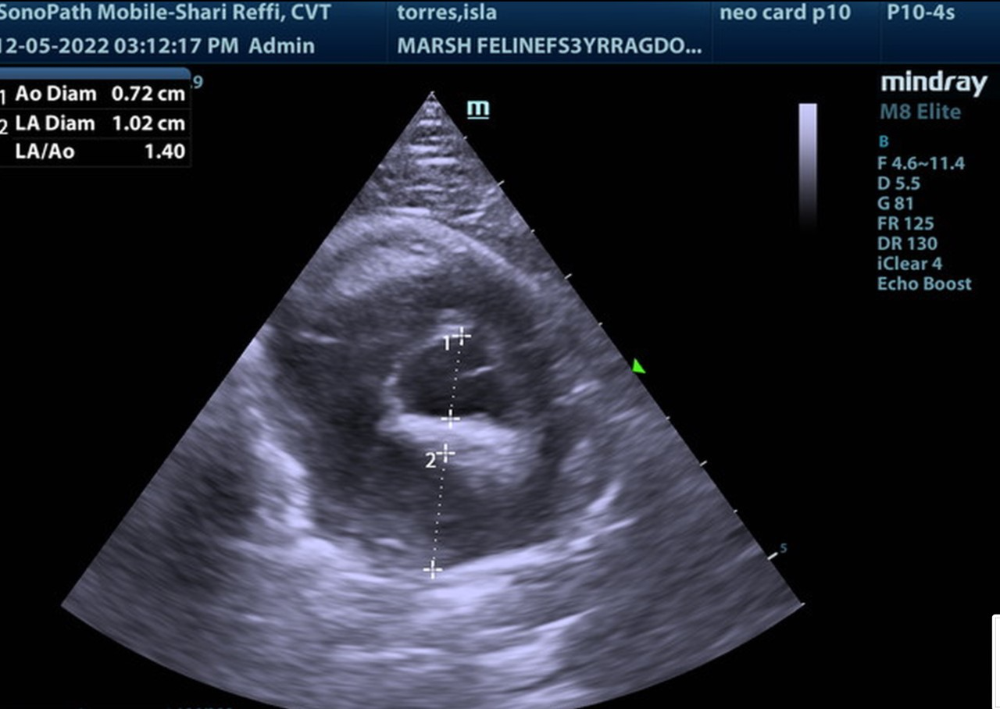 SonoPath Mobile-Shari Reffi, CVT torres,isla neo card p10 P10-4s
12-05-2022 03:12:17 PM Admin MARSH FELINEFS3YRRAGDO...
.9
1 Ao Diam 0.72 cm
2 LA Diam 1.02 cm
LA/Ao 1.40
m
mindray
M8 Elite
B
F 4.6~11.4
D 5.5
G 81
FR 125
DR 130
iClear 4
Echo Boost
1
2
5